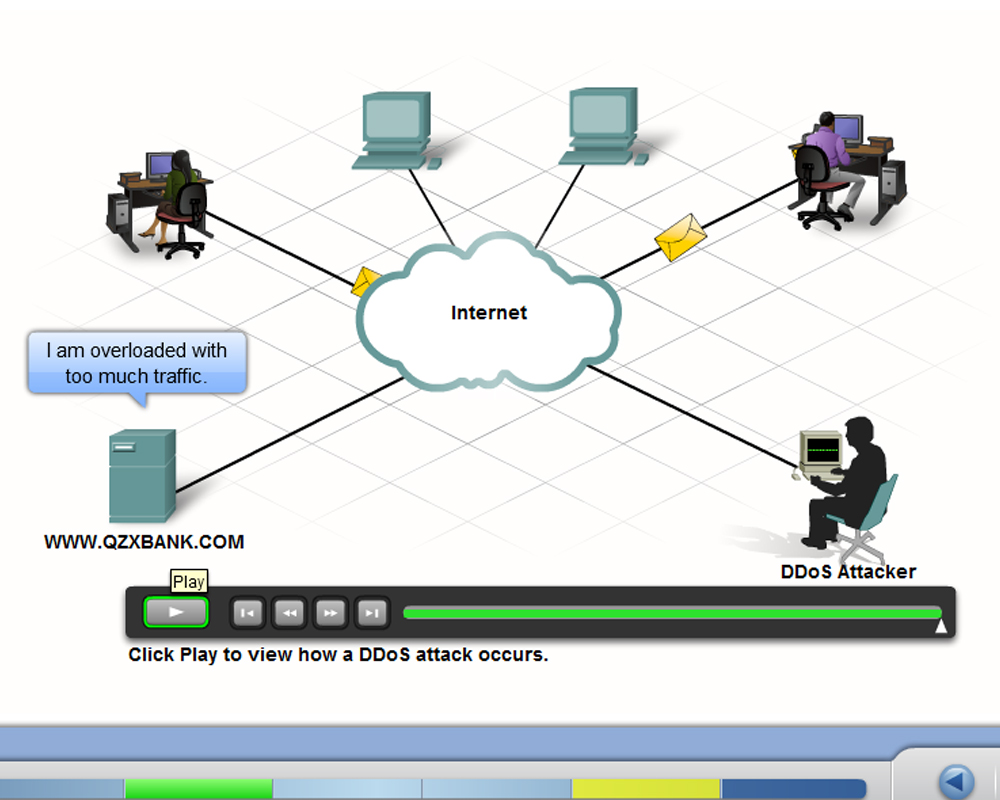 Internet
I am overloaded with
too much traffic.
WWW.QZXBANK.COM
DDoS Attacker
Play
Click Play to view how a DDoS attack occurs.